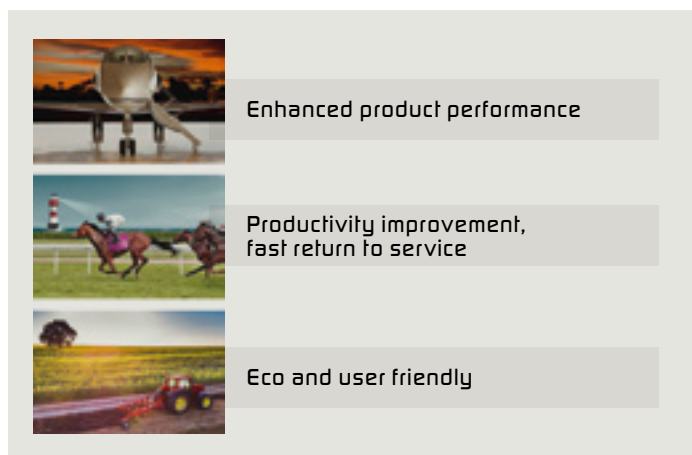 Enhanced product performance
Productivity improvement,
fast return to service
Eco and user friendly